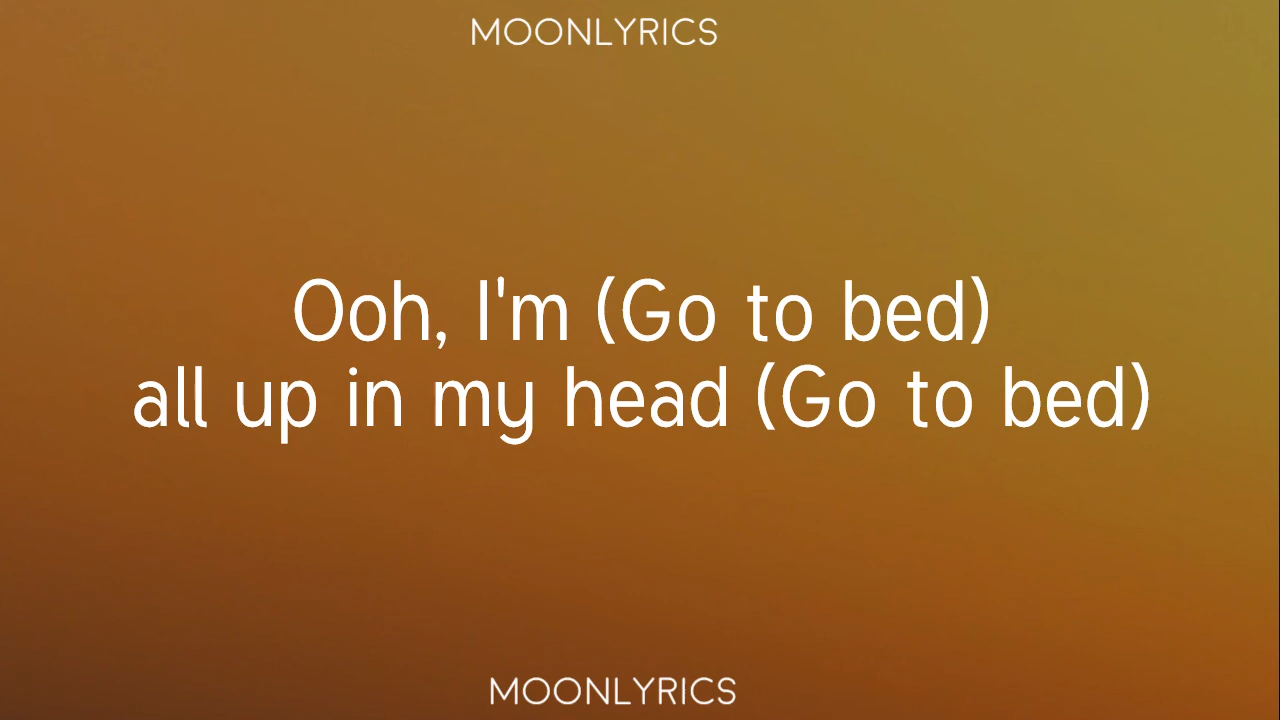 MOONLYRICS
Ooh, I'm (Go to bed)
all up in my head (Go to bed)
MOONLYRICS